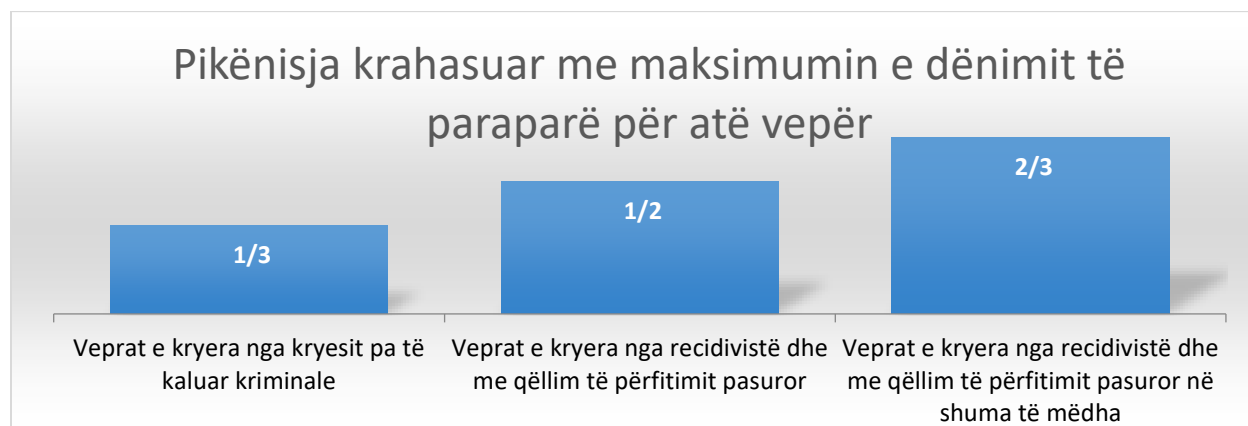 Pikënisja krahasuar me maksimumin e dënimit të
paraparë për atë vepër
1/3
1/2
2/3
Veprat e kryera nga kryesit pa të
kaluar kriminale
Veprat e kryera nga recidivistë dhe
me qëllim të përfitimit pasuror
Veprat e kryera nga recidivistë dhe
me qëllim të përfitimit pasuror në
shuma të mëdha